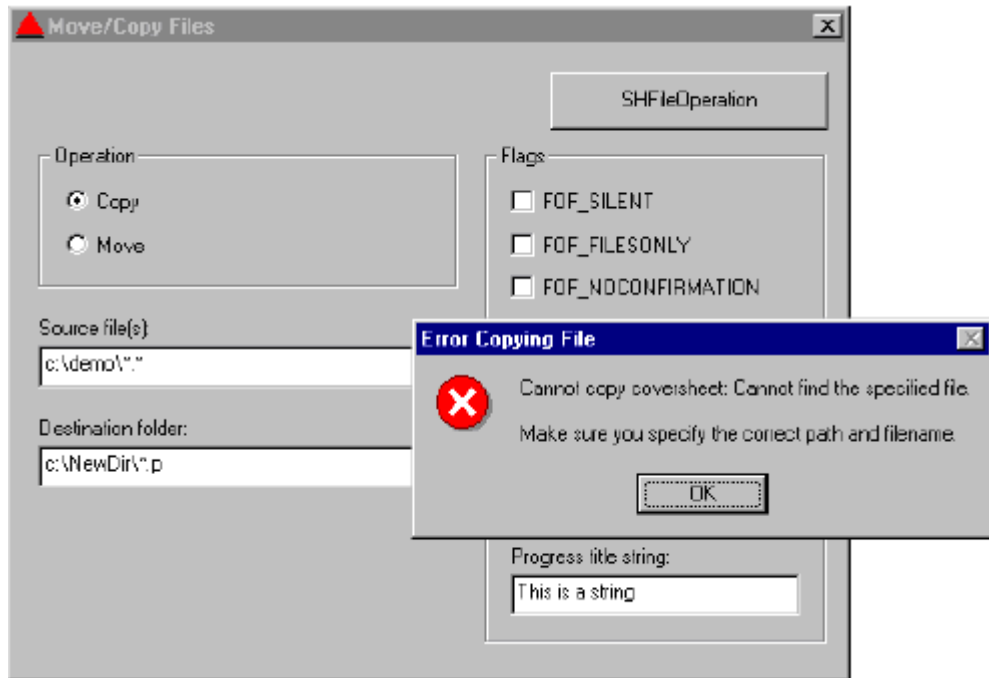 Move/Copy Files
SHFileOperation
Operation
Copy
Move
Flags
FOF_SILENT
FOF_FILESONLY
FOF_NOCONFIRMATION
Source file(s):
c:\demo\*.*
Destination folder:
c:\NewDir\*.p
Error Copying File
Cannot copy coversheet: Cannot find the specified file.
Make sure you specify the correct path and filename.
OK
Progress title string:
This is a string